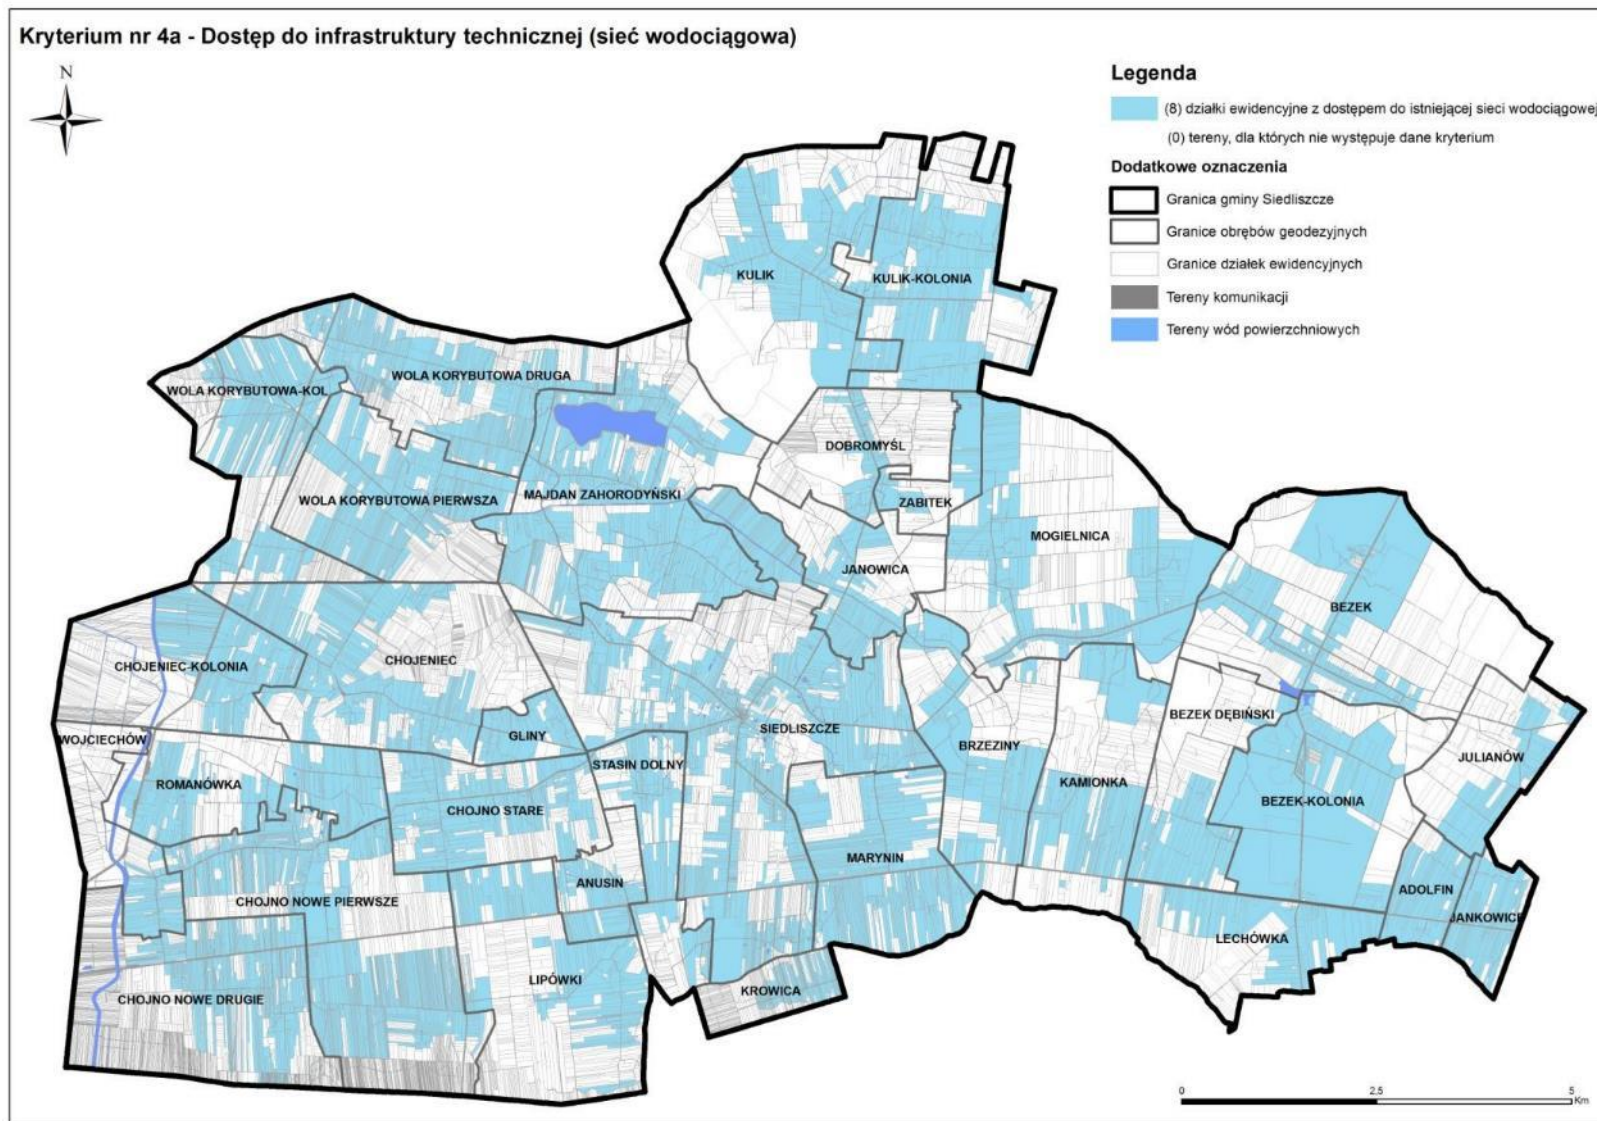 Kryterium nr 4a - Dostęp do infrastruktury technicznej (sieć wodociągowa)
N
Legenda
(8) działki ewidencyjne z dostępem do istniejącej sieci wodociągowej
(0) tereny, dla których nie występuje dane kryterium
Dodatkowe oznaczenia
Granica gminy Siedliszcze
Granice obrębów geodezyjnych
Granice działek ewidencyjnych
Tereny komunikacji
Tereny wód powierzchniowych
KULIK
KULIK-KOLONIA
WOLA KORYBUTOWA DRUGA
WOLA KORYBUTOWA-KOL
DOBROMYŚL
MAJDAN ZAHORODYŃSKI
WOLA KORYBUTOWA PIERWSZA
ZABITEK
MOGIELNICA
JANOWICA
BEZEK
CHOJENIEC
CHOJENIEC-KOLONIA
BEZEK DĘBIŃSKI
SIEDLISZCZE
GLINY
WOJCIECHÓW
BRZEZINY
JULIANÓW
STASIN DOLNY
ROMANÓWKA
KAMIONKA
BEZEK-KOLONIA
CHOJNO STARE
MARYNIN
ANUSIN
ADOLFIN
CHOJNO NOWE PIERWSZE
JANKOWICE
LECHÓWKA
LIPÓWKI
KROWICA
CHOJNO NOWE DRUGIE
0 2,5 5
Km